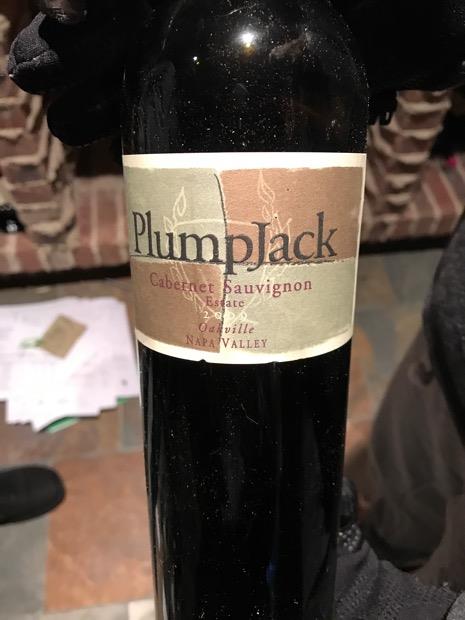 PlumpJack
Cabernet Sauvignon
Estate
Oakville
NAPA VALLEY